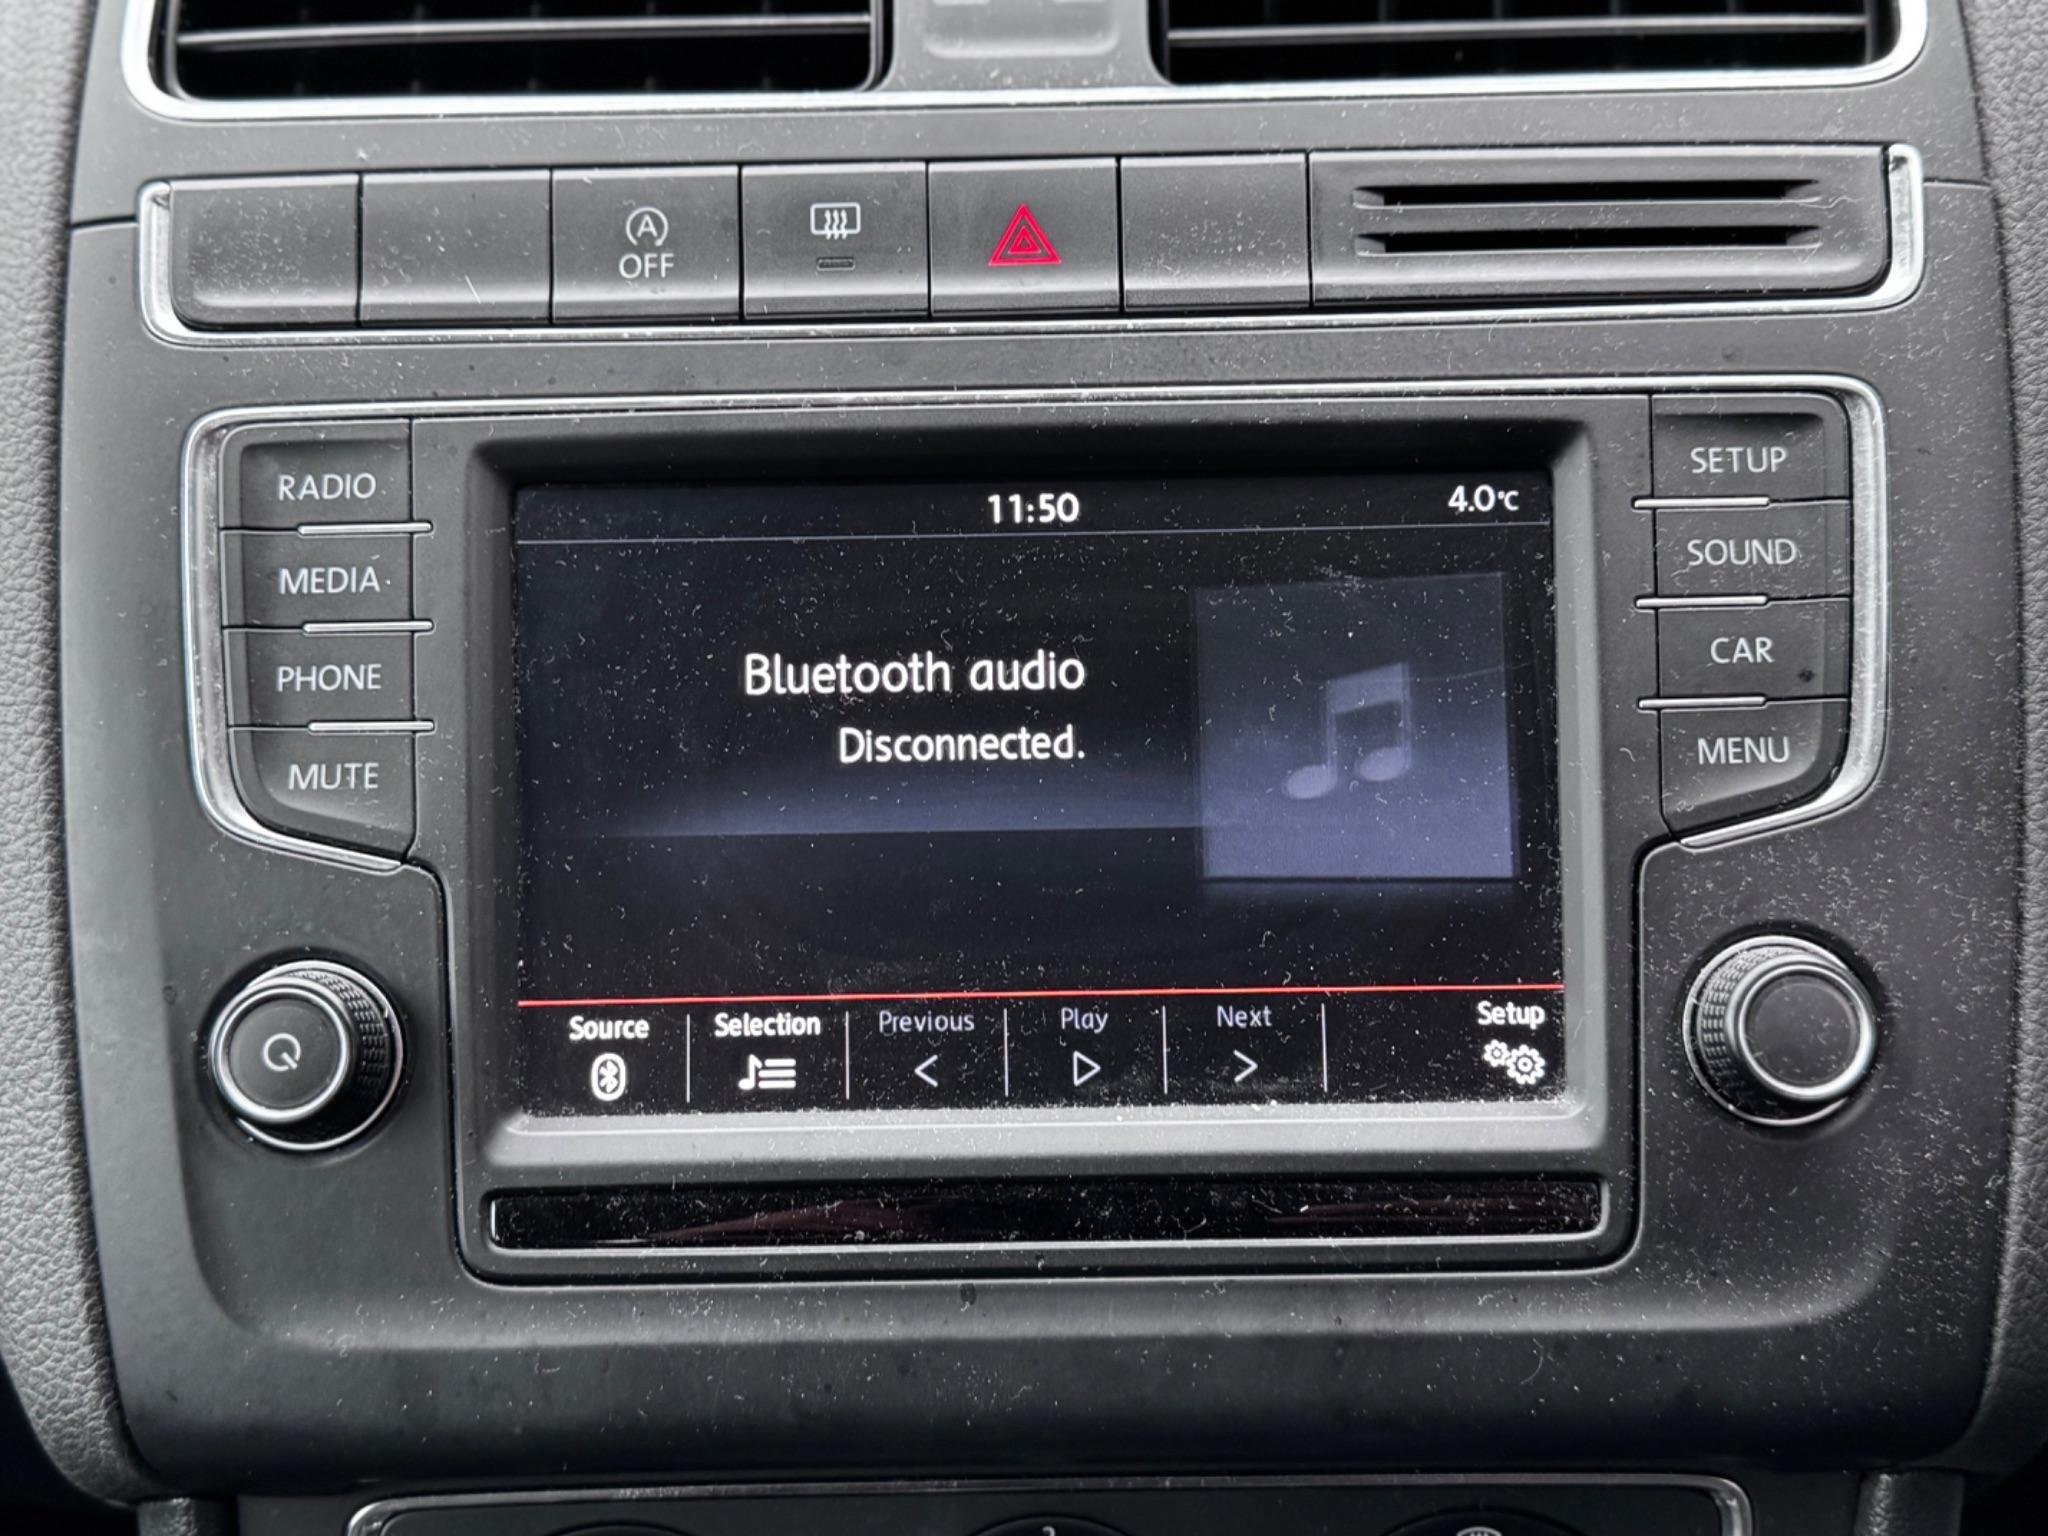 A
OFF
RADIO
MEDIA
PHONE
MUTE
11:50
4.0°C
Bluetooth audio
Disconnected.
Source
Selection
Previous
Play
Next
Setup
SETUP
SOUND
CAR
MENU